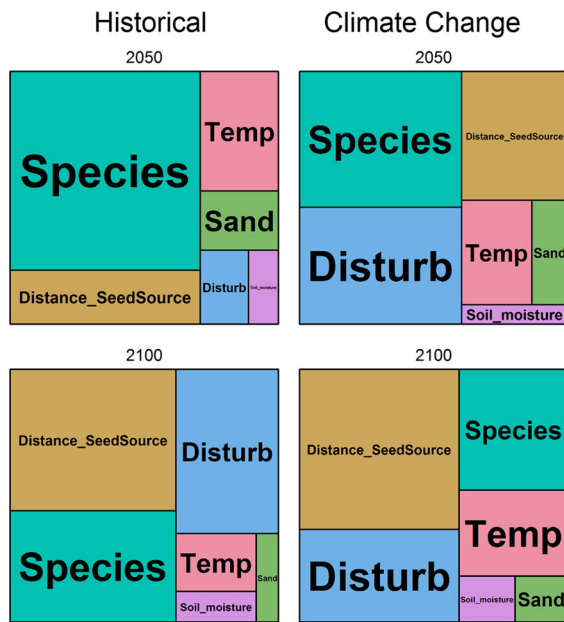 Historical
Climate Change
2050
2050
Species
Temp
Sand
Distance_SeedSource
Disturb
Soil_moisture
Species
Distance_SeedSource
Disturb
Temp
Sand
Soil_moisture
2100
2100
Distance_SeedSource
Disturb
Species
Temp
Sand
Soil_moisture
Distance_SeedSource
Species
Disturb
Temp
Soil_moisture
Sand